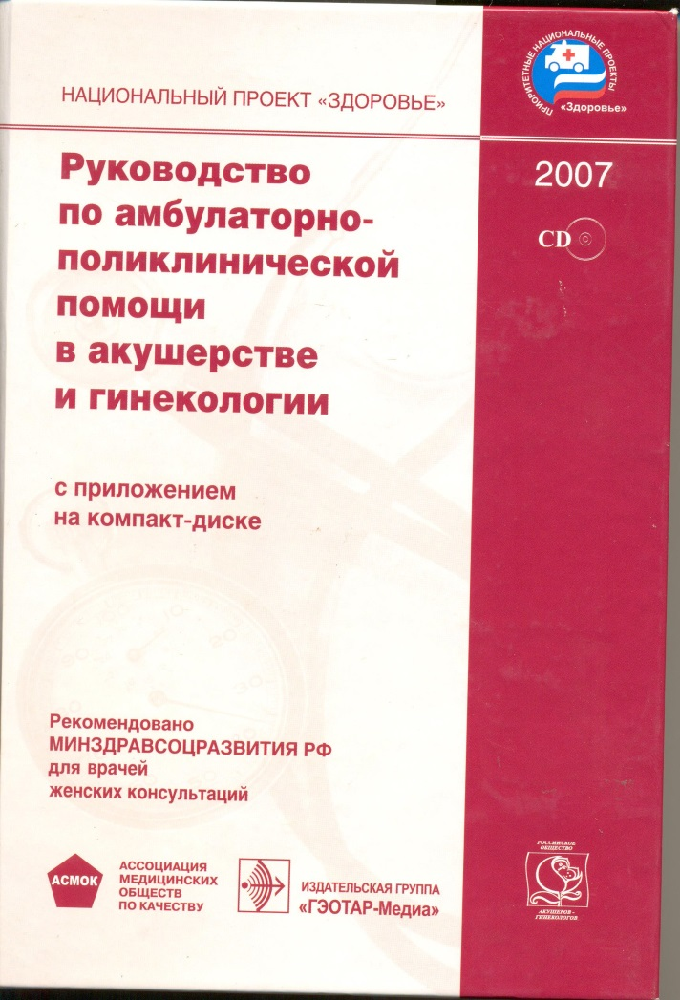 НАЦИОНАЛЬНЫЙ ПРОЕКТ «ЗДОРОВЬЕ»
ПРИОРИТЕТНЫЕ НАЦИОНАЛЬНЫЕ ПРОЕКТЫ
«Здоровье»
2007
CD
Руководство
по амбулаторно-
поликлинической
помощи
в акушерстве
и гинекологии
с приложением
на компакт-диске
Рекомендовано
МИНЗДРАВСОЦРАЗВИТИЯ РФ
для врачей
женских консультаций
АСМОК
АССОЦИАЦИЯ
МЕДИЦИНСКИХ
ОБЩЕСТВ
ПО КАЧЕСТВУ
ИЗДАТЕЛЬСКАЯ ГРУППА
«ГЭОТАР-Медиа»
РОССИЙСКОЕ
ОБЩЕСТВО
АКУШЕРОВ-
ГИНЕКОЛОГОВ